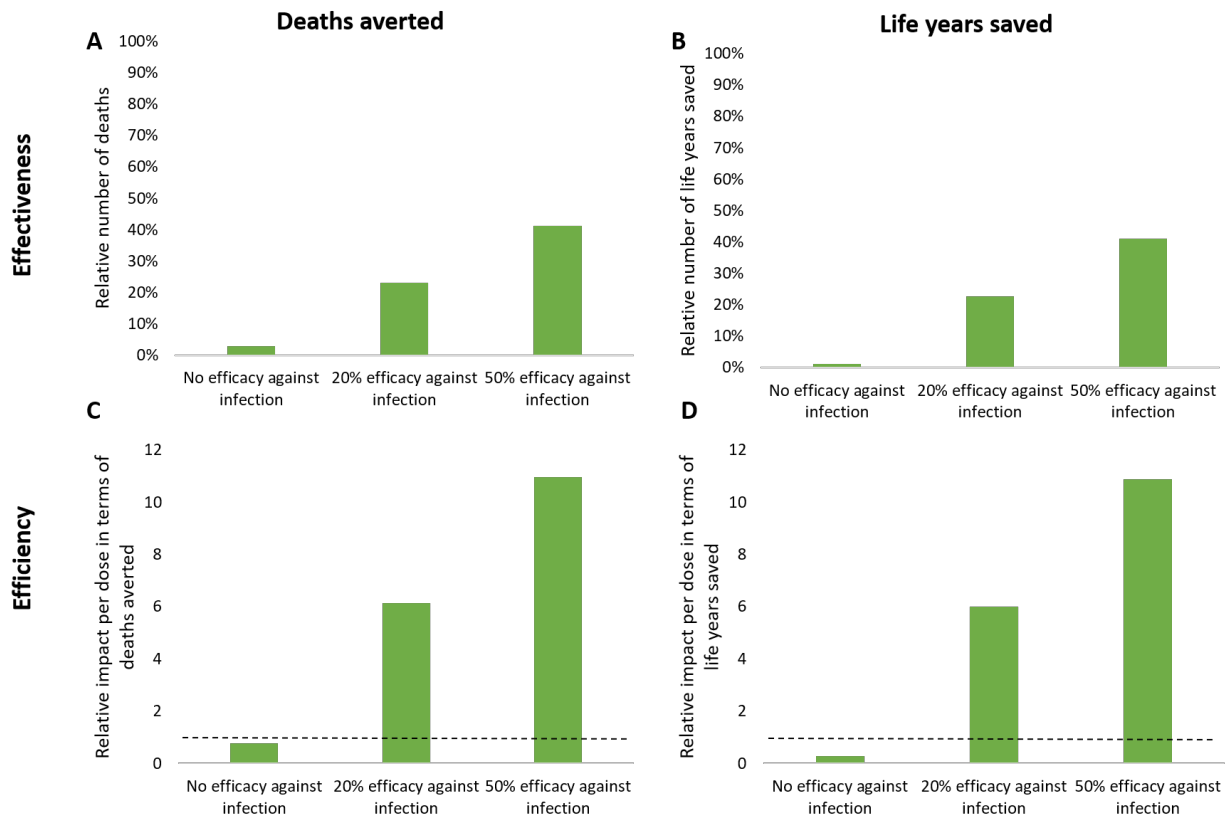 Deaths averted
Life years saved
Effectiveness
A
Relative number of deaths
100%
90%
80%
70%
60%
50%
40%
30%
20%
10%
0%
No efficacy against
infection
20% efficacy against
infection
50% efficacy against
infection
B
Relative number of life years saved
100%
90%
80%
70%
60%
50%
40%
30%
20%
10%
0%
No efficacy against
infection
20% efficacy against
infection
50% efficacy against
infection
Efficiency
C
Relative impact per dose in terms of
deaths averted
12
10
8
6
4
2
0
No efficacy against
infection
20% efficacy against
infection
50% efficacy against
infection
D
Relative impact per dose in terms of
life years saved
12
10
8
6
4
2
0
No efficacy against
infection
20% efficacy against
infection
50% efficacy against
infection